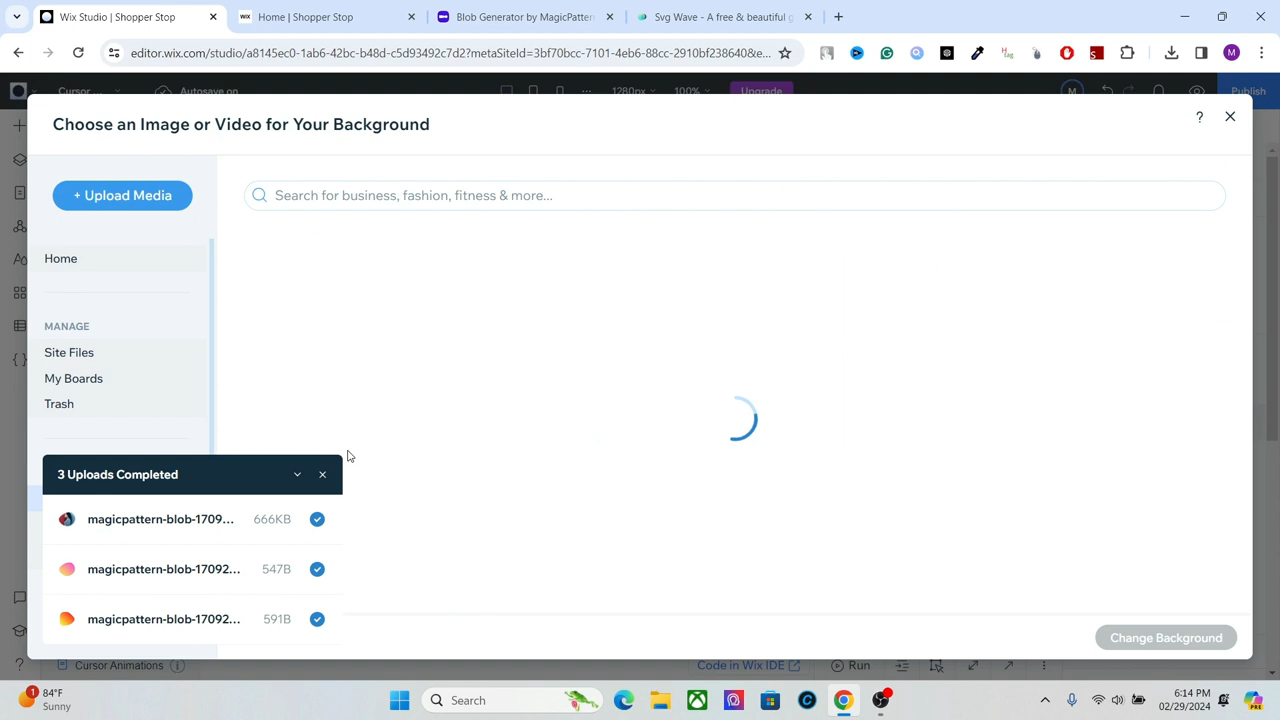 Wix Studio | Shopper Stop
Home | Shopper Stop
Blob Generator by MagicPattern
Svg Wave - A free & beautiful g
editor.wix.com/studio/a8145ec0-1ab6-42bc-b48d-c5d93492c7d2?metaSiteId=3bf70bcc-7101-4eb6-88cc-2910bf238640&e...
Cursor
Autosave on
1280px
100%
Upgrade
M
Publish
Choose an Image or Video for Your Background
+ Upload Media
Search for business, fashion, fitness & more...
Home
MANAGE
Site Files
My Boards
Trash
3 Uploads Completed
magicpattern-blob-1709... 666KB
magicpattern-blob-17092... 547B
magicpattern-blob-17092... 591B
Change Background
Cursor Animations
Code in Wix IDE
Run
1
84°F
Sunny
Search
6:14 PM
02/29/2024